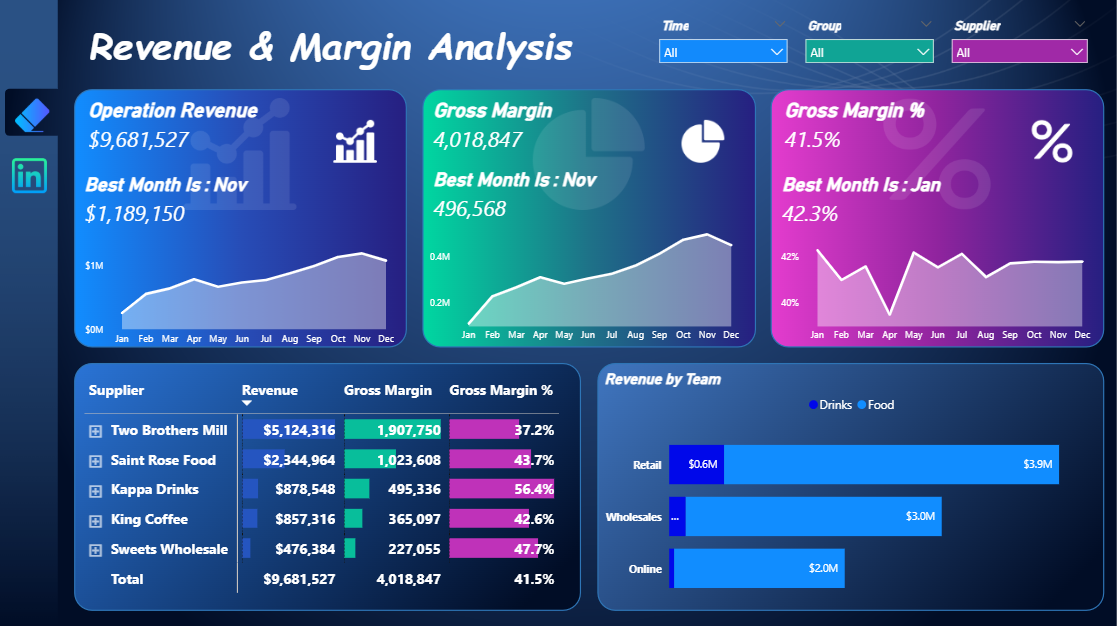 Revenue & Margin Analysis
Time
Group
Supplier
All
All
All
in
Operation Revenue
$9,681,527
Best Month Is : Nov
$1,189,150
$1M
$0M
Jan Feb Mar Apr May Jun Jul Aug Sep Oct Nov Dec
Gross Margin
4,018,847
Best Month Is : Nov
496,568
0.4M
0.2M
Jan Feb Mar Apr May Jun Jul Aug Sep Oct Nov Dec
Gross Margin %
41.5%
%
Best Month Is : Jan
42.3%
42%
40%
Jan Feb Mar Apr May Jun Jul Aug Sep Oct Nov Dec
Supplier Revenue Gross Margin Gross Margin %
Two Brothers Mill $5,124,316 1,907,750 37.2%
Saint Rose Food $2,344,964 1,023,608 43.7%
Kappa Drinks $878,548 495,336 56.4%
King Coffee $857,316 365,097 42.6%
Sweets Wholesale $476,384 227,055 47.7%
Total $9,681,527 4,018,847 41.5%
Revenue by Team
Drinks Food
Retail $0.6M $3.9M
Wholesales ... $3.0M
Online $2.0M